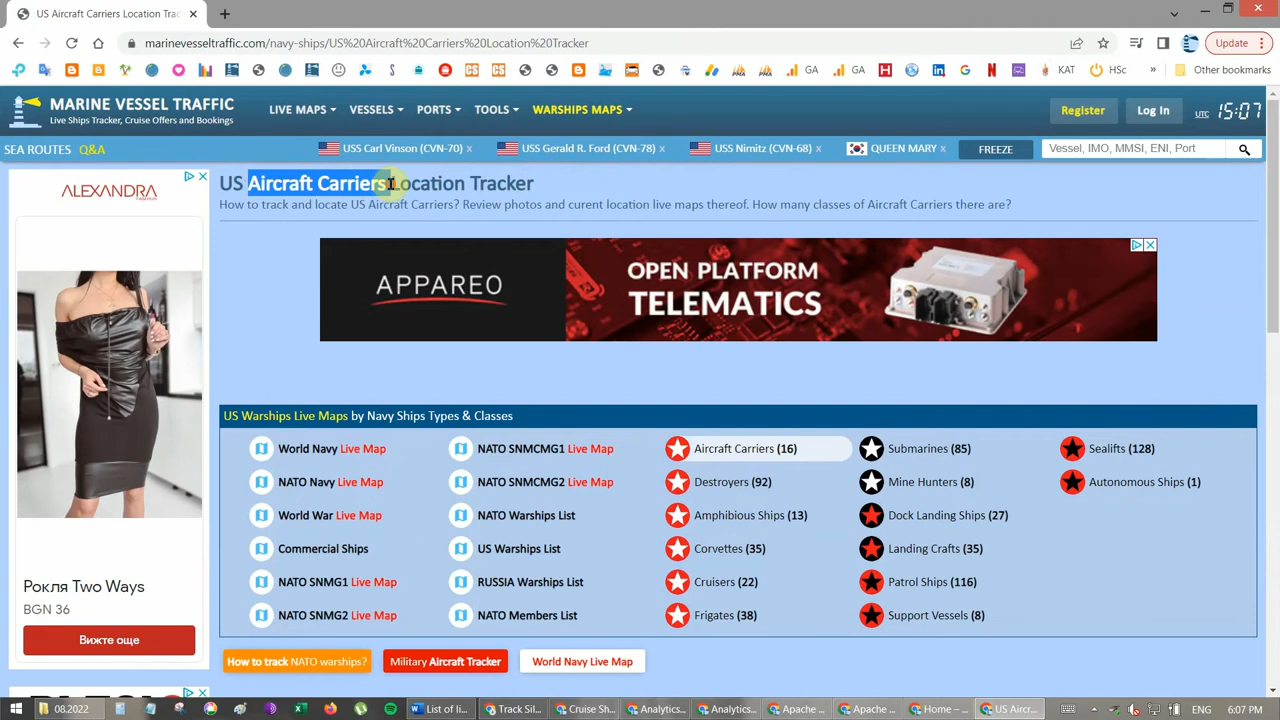 US Aircraft Carriers Location Trac
marinevesseltraffic.com/navy-ships/US%20Aircraft%20Carriers%20Location%20Tracker
Update
GA
GA
KAT
HSc
Other bookmarks
MARINE VESSEL TRAFFIC
Live Ships Tracker, Cruise Offers and Bookings
LIVE MAPS
VESSELS
PORTS
TOOLS
WARSHIPS MAPS
Register
Log In
UTC 15:07
SEA ROUTES Q&A
USS Carl Vinson (CVN-70) x
USS Gerald R. Ford (CVN-78) x
USS Nimitz (CVN-68) x
QUEEN MARY x
FREEZE
Vessel, IMO, MMSI, ENI, Port
ALEXANDRA
FASHION
Рокля Two Ways
BGN 36
Вижте още
US Aircraft Carriers Location Tracker
How to track and locate US Aircraft Carriers? Review photos and curent location live maps thereof. How many classes of Aircraft Carriers there are?
APPAREO
OPEN PLATFORM
TELEMATICS
US Warships Live Maps by Navy Ships Types & Classes
World Navy Live Map
NATO SNMCMG1 Live Map
Aircraft Carriers (16)
Submarines (85)
Sealifts (128)
NATO Navy Live Map
NATO SNMCMG2 Live Map
Destroyers (92)
Mine Hunters (8)
Autonomous Ships (1)
World War Live Map
NATO Warships List
Amphibious Ships (13)
Dock Landing Ships (27)
Commercial Ships
US Warships List
Corvettes (35)
Landing Crafts (35)
NATO SNMG1 Live Map
RUSSIA Warships List
Cruisers (22)
Patrol Ships (116)
NATO SNMG2 Live Map
NATO Members List
Frigates (38)
Support Vessels (8)
How to track NATO warships?
Military Aircraft Tracker
World Navy Live Map
08.2022
List of li...
Track Sil...
Cruise Sh...
Analytics...
Analytics...
Apache ...
Apache ...
Home – ...
US Aircr...
6:07 PM